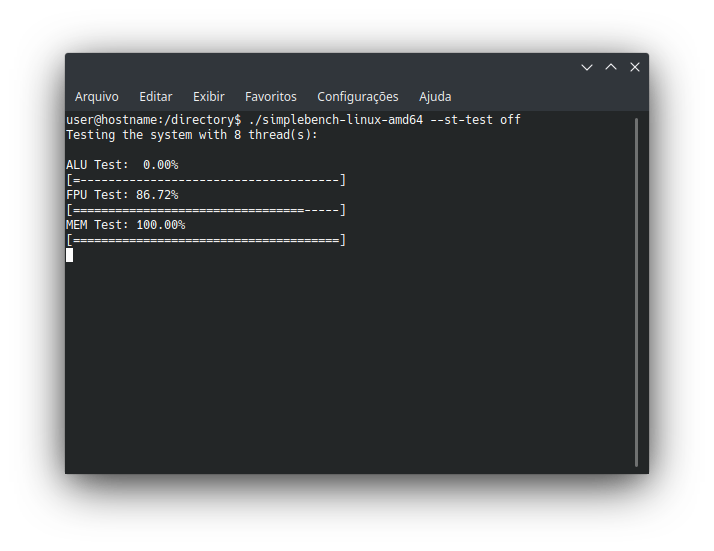 Arquivo Editar Exibir Favoritos Configurações Ajuda
user@hostname:/directory$ ./simplebench-linux-amd64 --st-test off
Testing the system with 8 thread(s):
ALU Test:  0.00%
[=-------------------------------------]
FPU Test: 86.72%
[=================================-----]
MEM Test: 100.00%
[======================================]